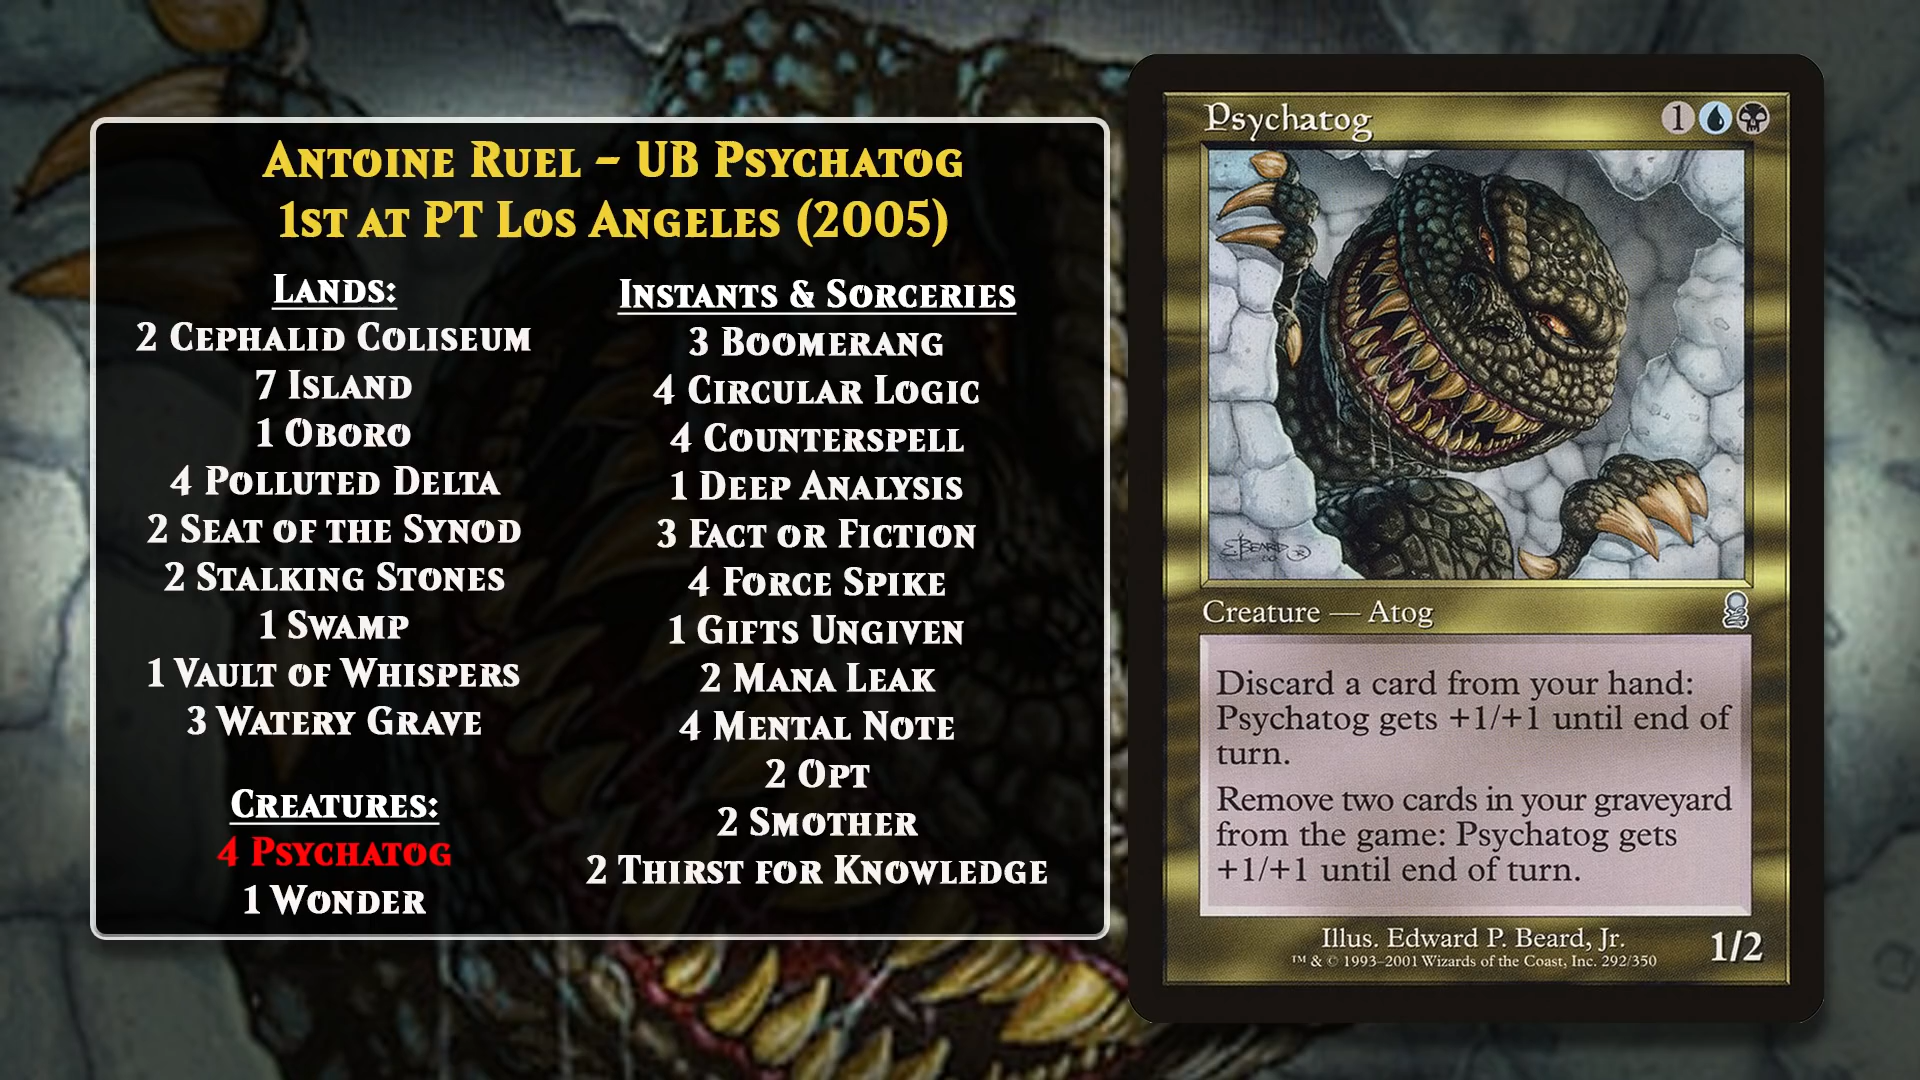 Antoine Ruel – UB Psychatog
1st at PT Los Angeles (2005)
Lands:
2 Cephalid Coliseum
7 Island
1 Oboro
4 Polluted Delta
2 Seat of the Synod
2 Stalking Stones
1 Swamp
1 Vault of Whispers
3 Watery Grave
Creatures:
4 Psychatog
1 Wonder
Instants & Sorceries
3 Boomerang
4 Circular Logic
4 Counterspell
1 Deep Analysis
3 Fact or Fiction
4 Force Spike
1 Gifts Ungiven
2 Mana Leak
4 Mental Note
2 Opt
2 Smother
2 Thirst for Knowledge
Psychatog 1
E. Beard
Creature — Atog
Discard a card from your hand:
Psychatog gets +1/+1 until end of
turn.
Remove two cards in your graveyard
from the game: Psychatog gets
+1/+1 until end of turn.
Illus. Edward P. Beard, Jr.
™ & © 1993–2001 Wizards of the Coast, Inc. 292/350
1/2